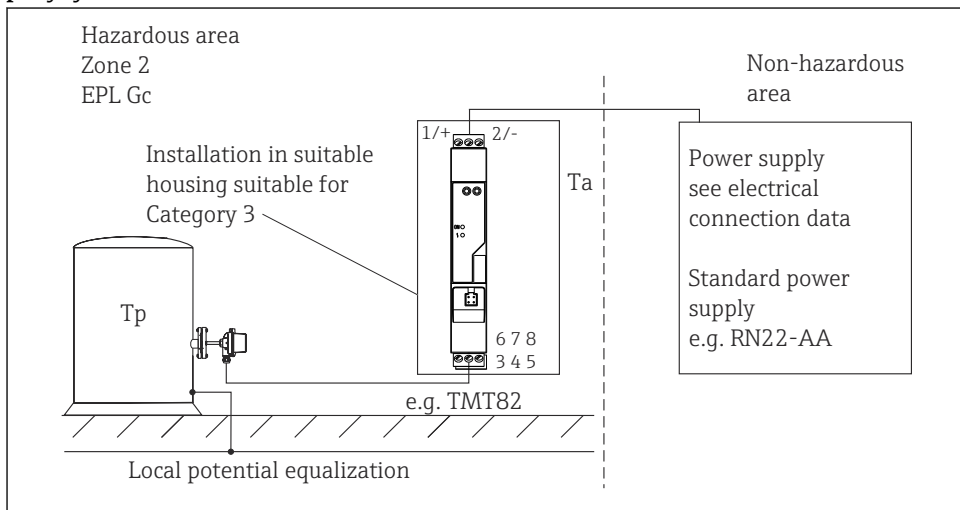 Hazardous area
Zone 2
EPL Gc
Non-hazardous
area
1/+ 2/-
Installation in suitable
housing suitable for
Category 3
Ta
Power supply
see electrical
connection data
Standard power
supply
e.g. RN22-AA
Tp
6 7 8
3 4 5
e.g. TMT82
Local potential equalization